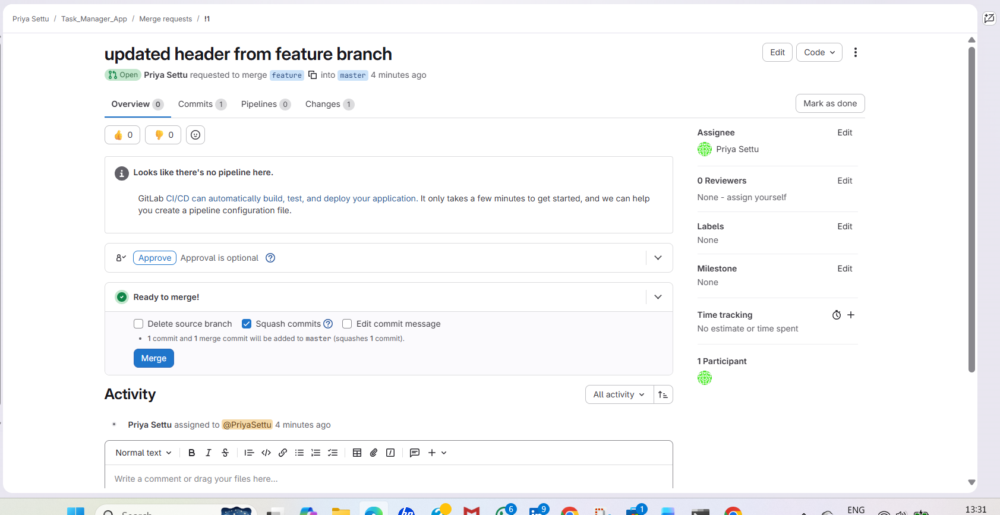 Priya Settu / Task_Manager_App / Merge requests / !1
updated header from feature branch
Edit
Code
Open Priya Settu requested to merge feature into master 4 minutes ago
Overview 0 Commits 1 Pipelines 0 Changes 1
Mark as done
0 0
Looks like there's no pipeline here.
GitLab CI/CD can automatically build, test, and deploy your application. It only takes a few minutes to get started, and we can help
you create a pipeline configuration file.
Approve Approval is optional
Ready to merge!
Delete source branch Squash commits Edit commit message
1 commit and 1 merge commit will be added to master (squashes 1 commit).
Merge
Activity
All activity
Priya Settu assigned to @PriyaSettu 4 minutes ago
Normal text
Write a comment or drag your files here...
Assignee Edit
Priya Settu
0 Reviewers Edit
None - assign yourself
Labels Edit
None
Milestone Edit
None
Time tracking
No estimate or time spent
1 Participant
Search
hp
6
9
1
ENG
13:31